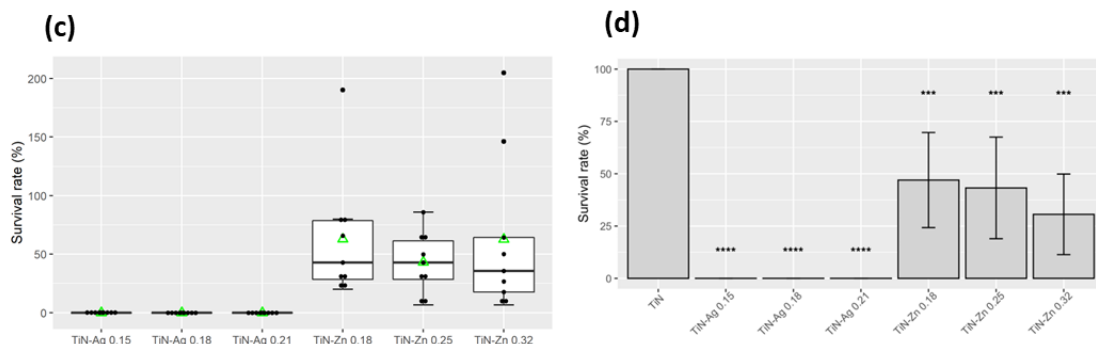 (c)
Survival rate (%)
200
150
100
50
0
TiN-Ag 0.15 TiN-Ag 0.18 TiN-Ag 0.21 TiN-Zn 0.18 TiN-Zn 0.25 TiN-Zn 0.32
(d)
Survival rate (%)
100
75
50
25
0
**** **** **** *** *** ***
TiN TiN-Ag 0.15 TiN-Ag 0.18 TiN-Ag 0.21 TiN-Zn 0.18 TiN-Zn 0.25 TiN-Zn 0.32